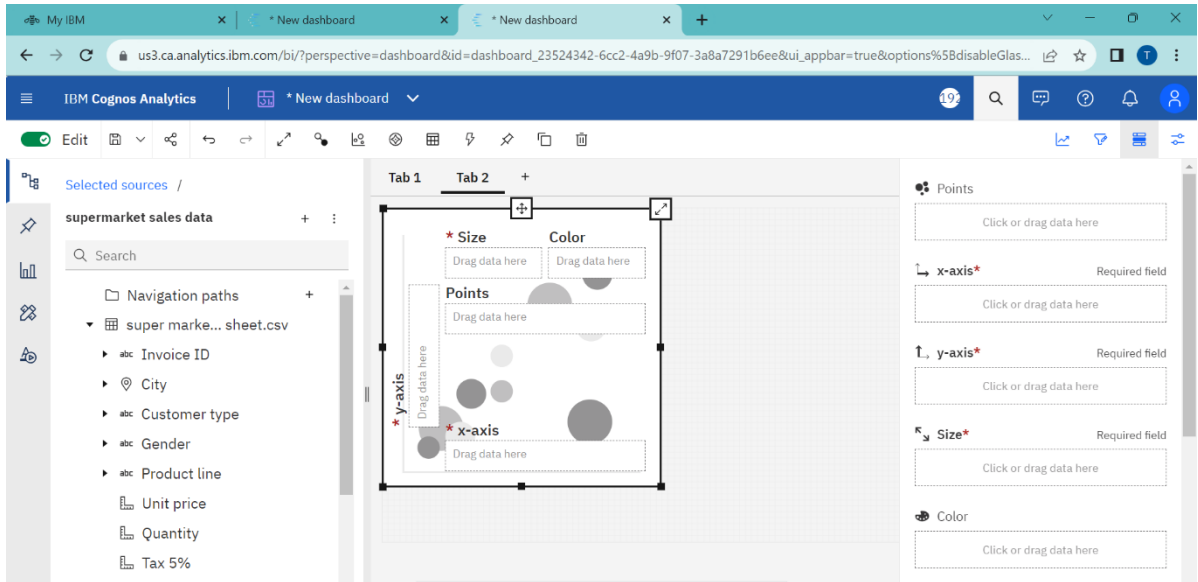 My IBM
* New dashboard
* New dashboard
us3.ca.analytics.ibm.com/bi/?perspective=dashboard&id=dashboard_23524342-6cc2-4a9b-9f07-3a8a7291b6ee&ui_appbar=true&options%5BdisableGlas...
T
IBM Cognos Analytics
* New dashboard
192
Edit
Selected sources /
supermarket sales data
Search
Navigation paths
super marke... sheet.csv
abc Invoice ID
City
abc Customer type
abc Gender
abc Product line
Unit price
Quantity
Tax 5%
Tab 1
Tab 2
* Size
Color
Drag data here
Drag data here
Points
Drag data here
* y-axis
Drag data here
* x-axis
Drag data here
Points
Click or drag data here
x-axis*
Required field
Click or drag data here
y-axis*
Required field
Click or drag data here
Size*
Required field
Click or drag data here
Color
Click or drag data here